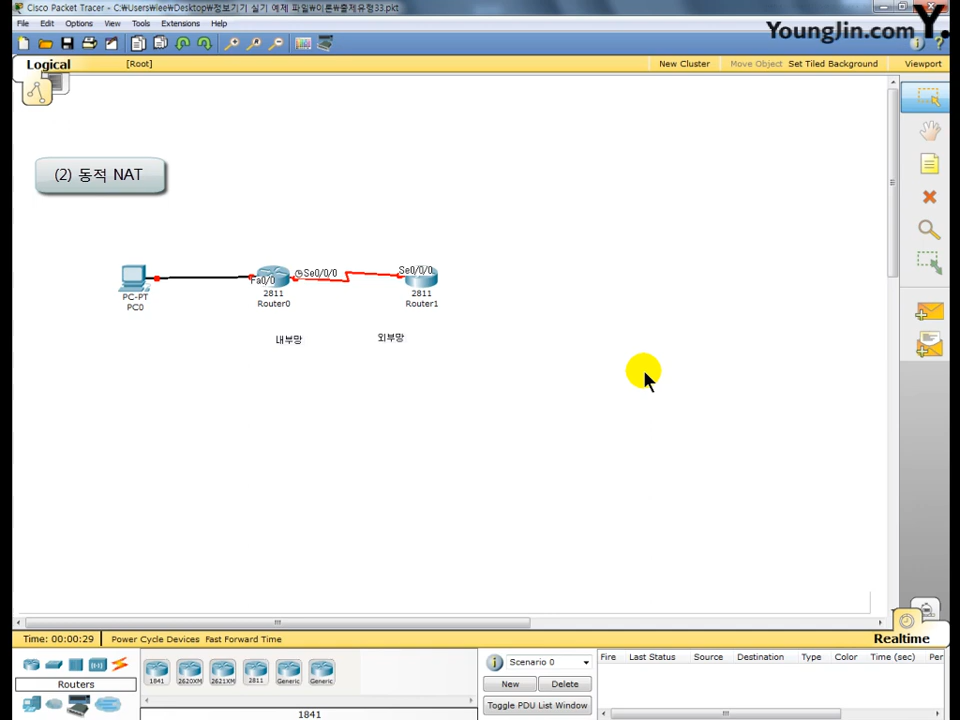 Cisco Packet Tracer - C:₩Users₩lee₩Desktop₩정보기기 실기 예제 파일₩이론₩출제유형33.pkt
File Edit Options View Tools Extensions Help
YoungJin.com Y.
Logical [Root] New Cluster Move Object Set Tiled Background Viewport
(2) 동적 NAT
Fa0/0 Se0/0/0 Se0/0/0
PC-PT
PC0
2811
Router0
2811
Router1
내부망 외부망
Time: 00:00:29 Power Cycle Devices Fast Forward Time Realtime
Routers
1841 2620XM 2621XM 2811 Generic Generic
1841
Scenario 0
New Delete
Toggle PDU List Window
Fire Last Status Source Destination Type Color Time (sec) Per